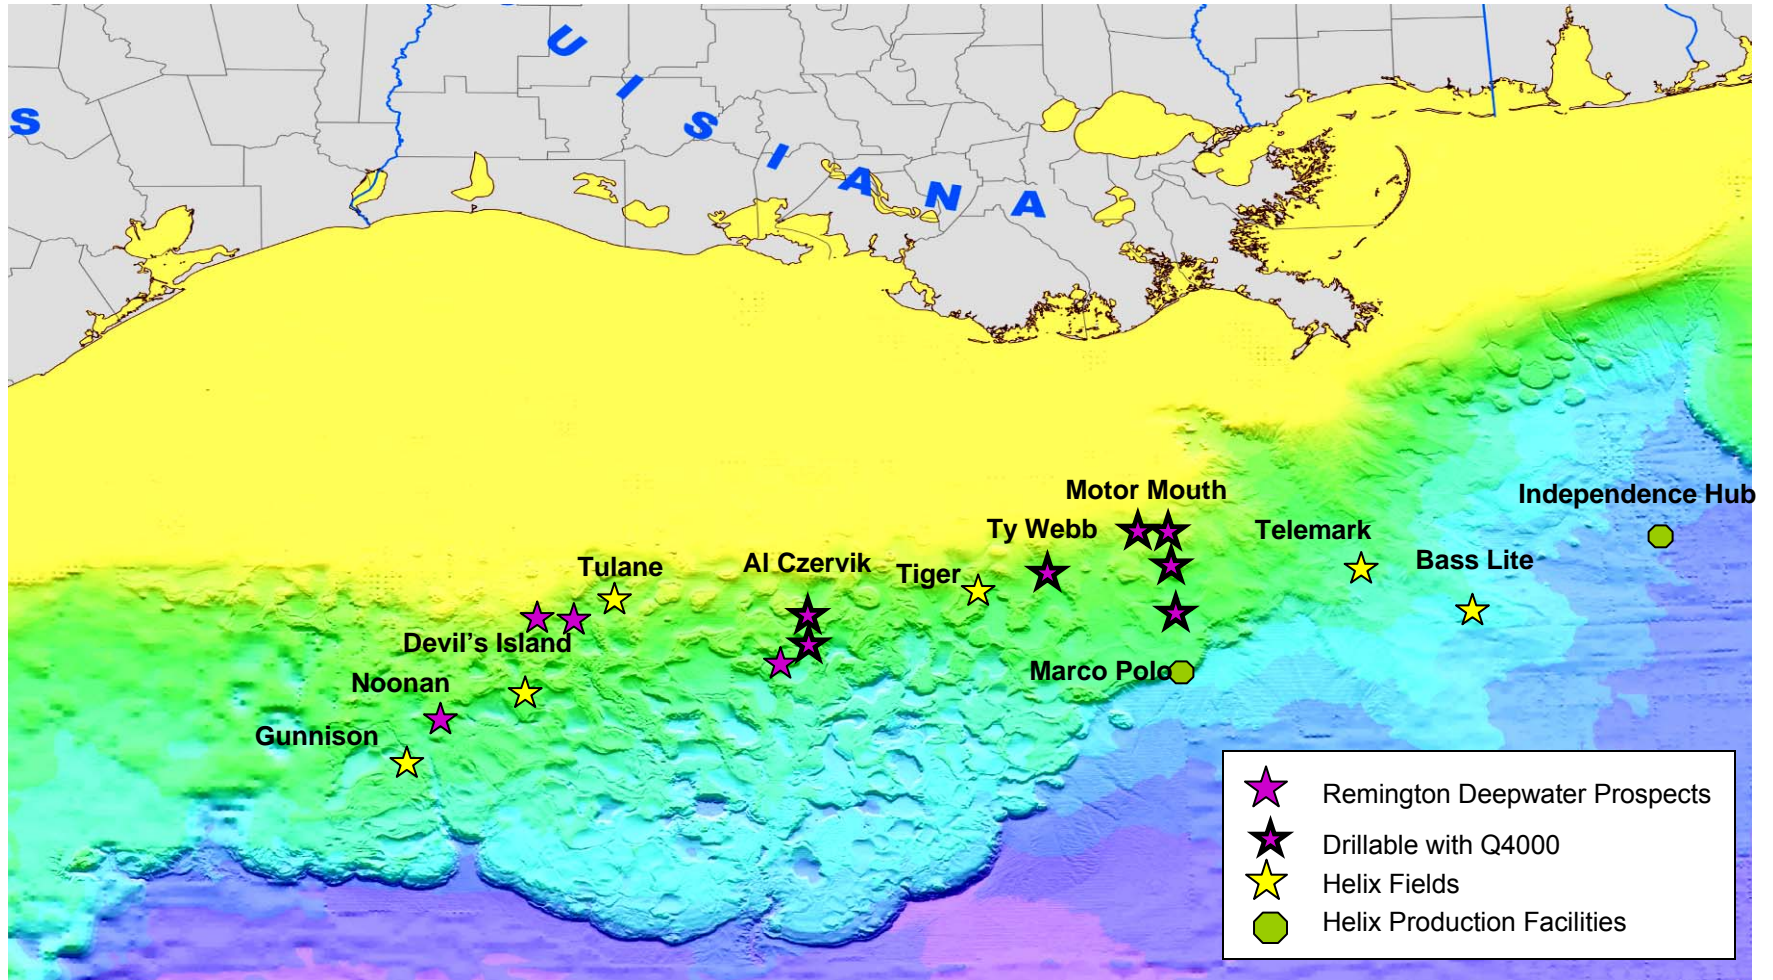 S
U I S I A N A
Motor Mouth
Independence Hub
Ty Webb
Telemark
Al Czervik
Bass Lite
Tulane
Tiger
Devil’s Island
Marco Polo
Noonan
Gunnison
Remington Deepwater Prospects
Drillable with Q4000
Helix Fields
Helix Production Facilities